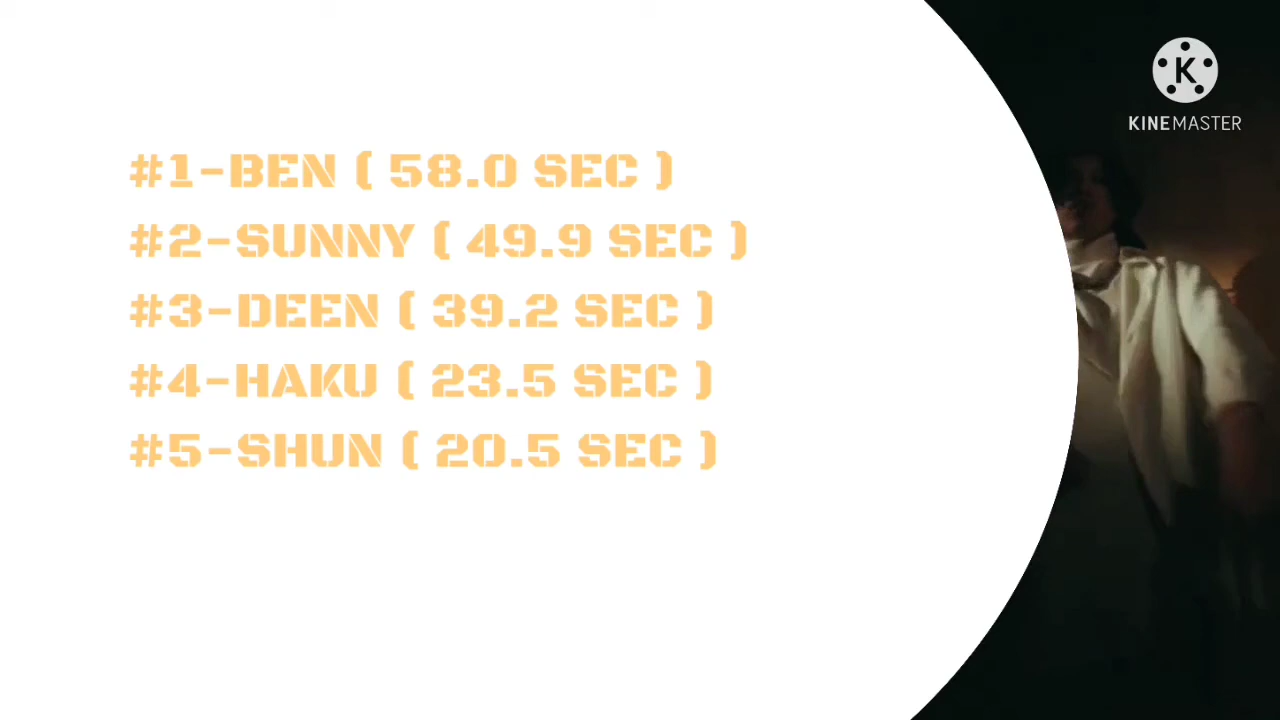 #1-BEN ( 58.0 SEC )
#2-SUNNY ( 49.9 SEC )
#3-DEEN ( 39.2 SEC )
#4-HAKU ( 23.5 SEC )
#5-SHUN ( 20.5 SEC )
K
KINEMASTER